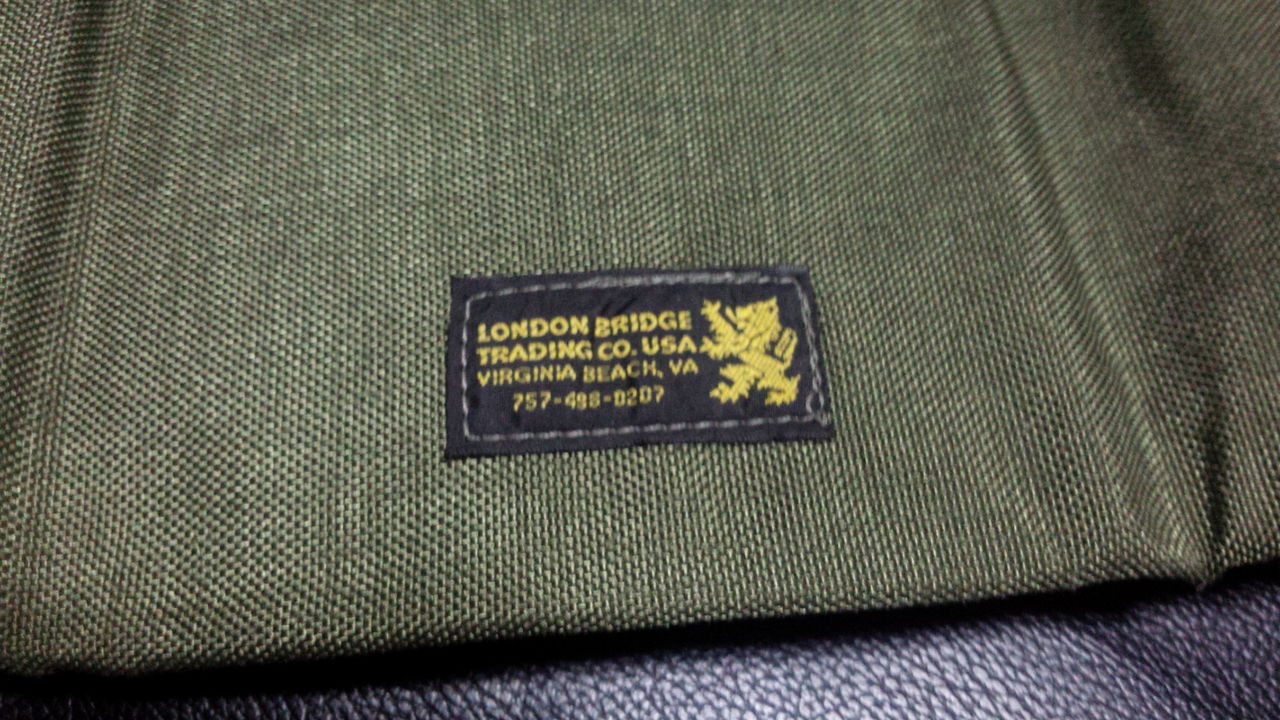 LONDON BRIDGE
TRADING CO. USA
VIRGINIA BEACH, VA
757-498-0207